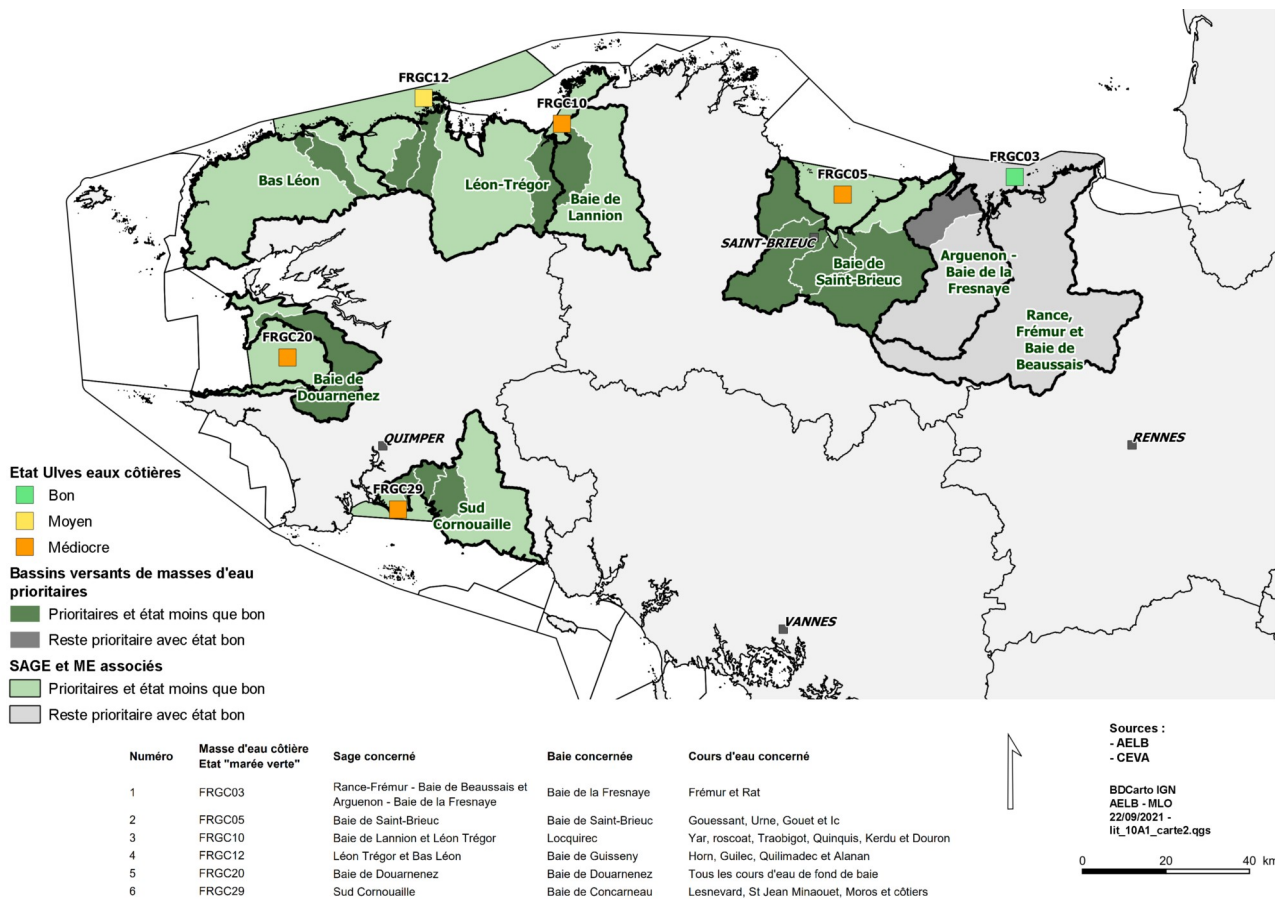 FRGC12
FRGC10
FRGC03
FRGC05
Bas Léon
Léon-Trégor
Baie de
Lannion
SAINT-BRIEUC
Baie de
Saint-Brieuc
Arguenon -
Baie de la
Fresnaye
Rance,
Frémur et
Baie de
Beaussais
FRGC20
Baie de
Douarnenez
QUIMPER
RENNES
FRGC29
Sud
Cornouaille
VANNES
Etat Ulves eaux côtières
Bon
Moyen
Médiocre
Bassins versants de masses d'eau
prioritaires
Prioritaires et état moins que bon
Reste prioritaire avec état bon
SAGE et ME associés
Prioritaires et état moins que bon
Reste prioritaire avec état bon
Numéro Masse d'eau côtière Etat "marée verte" Sage concerné Baie concernée Cours d'eau concerné
1 FRGC03 Rance-Frémur - Baie de Beaussais et Arguenon - Baie de la Fresnaye Baie de la Fresnaye Frémur et Rat
2 FRGC05 Baie de Saint-Brieuc Baie de Saint-Brieuc Gouessant, Urne, Gouet et Ic
3 FRGC10 Baie de Lannion et Léon Trégor Locquirec Yar, roscoat, Traobigot, Quinquis, Kerdu et Douron
4 FRGC12 Léon Trégor et Bas Léon Baie de Guisseny Horn, Guilec, Quilimadec et Alanan
5 FRGC20 Baie de Douarnenez Baie de Douarnenez Tous les cours d'eau de fond de baie
6 FRGC29 Sud Cornouaille Baie de Concarneau Lesnevard, St Jean Minaouet, Moros et côtiers
Sources :
- AELB
- CEVA
BDCarto IGN
AELB - MLO
22/09/2021 -
lit_10A1_carte2.qgs
0 20 40 km